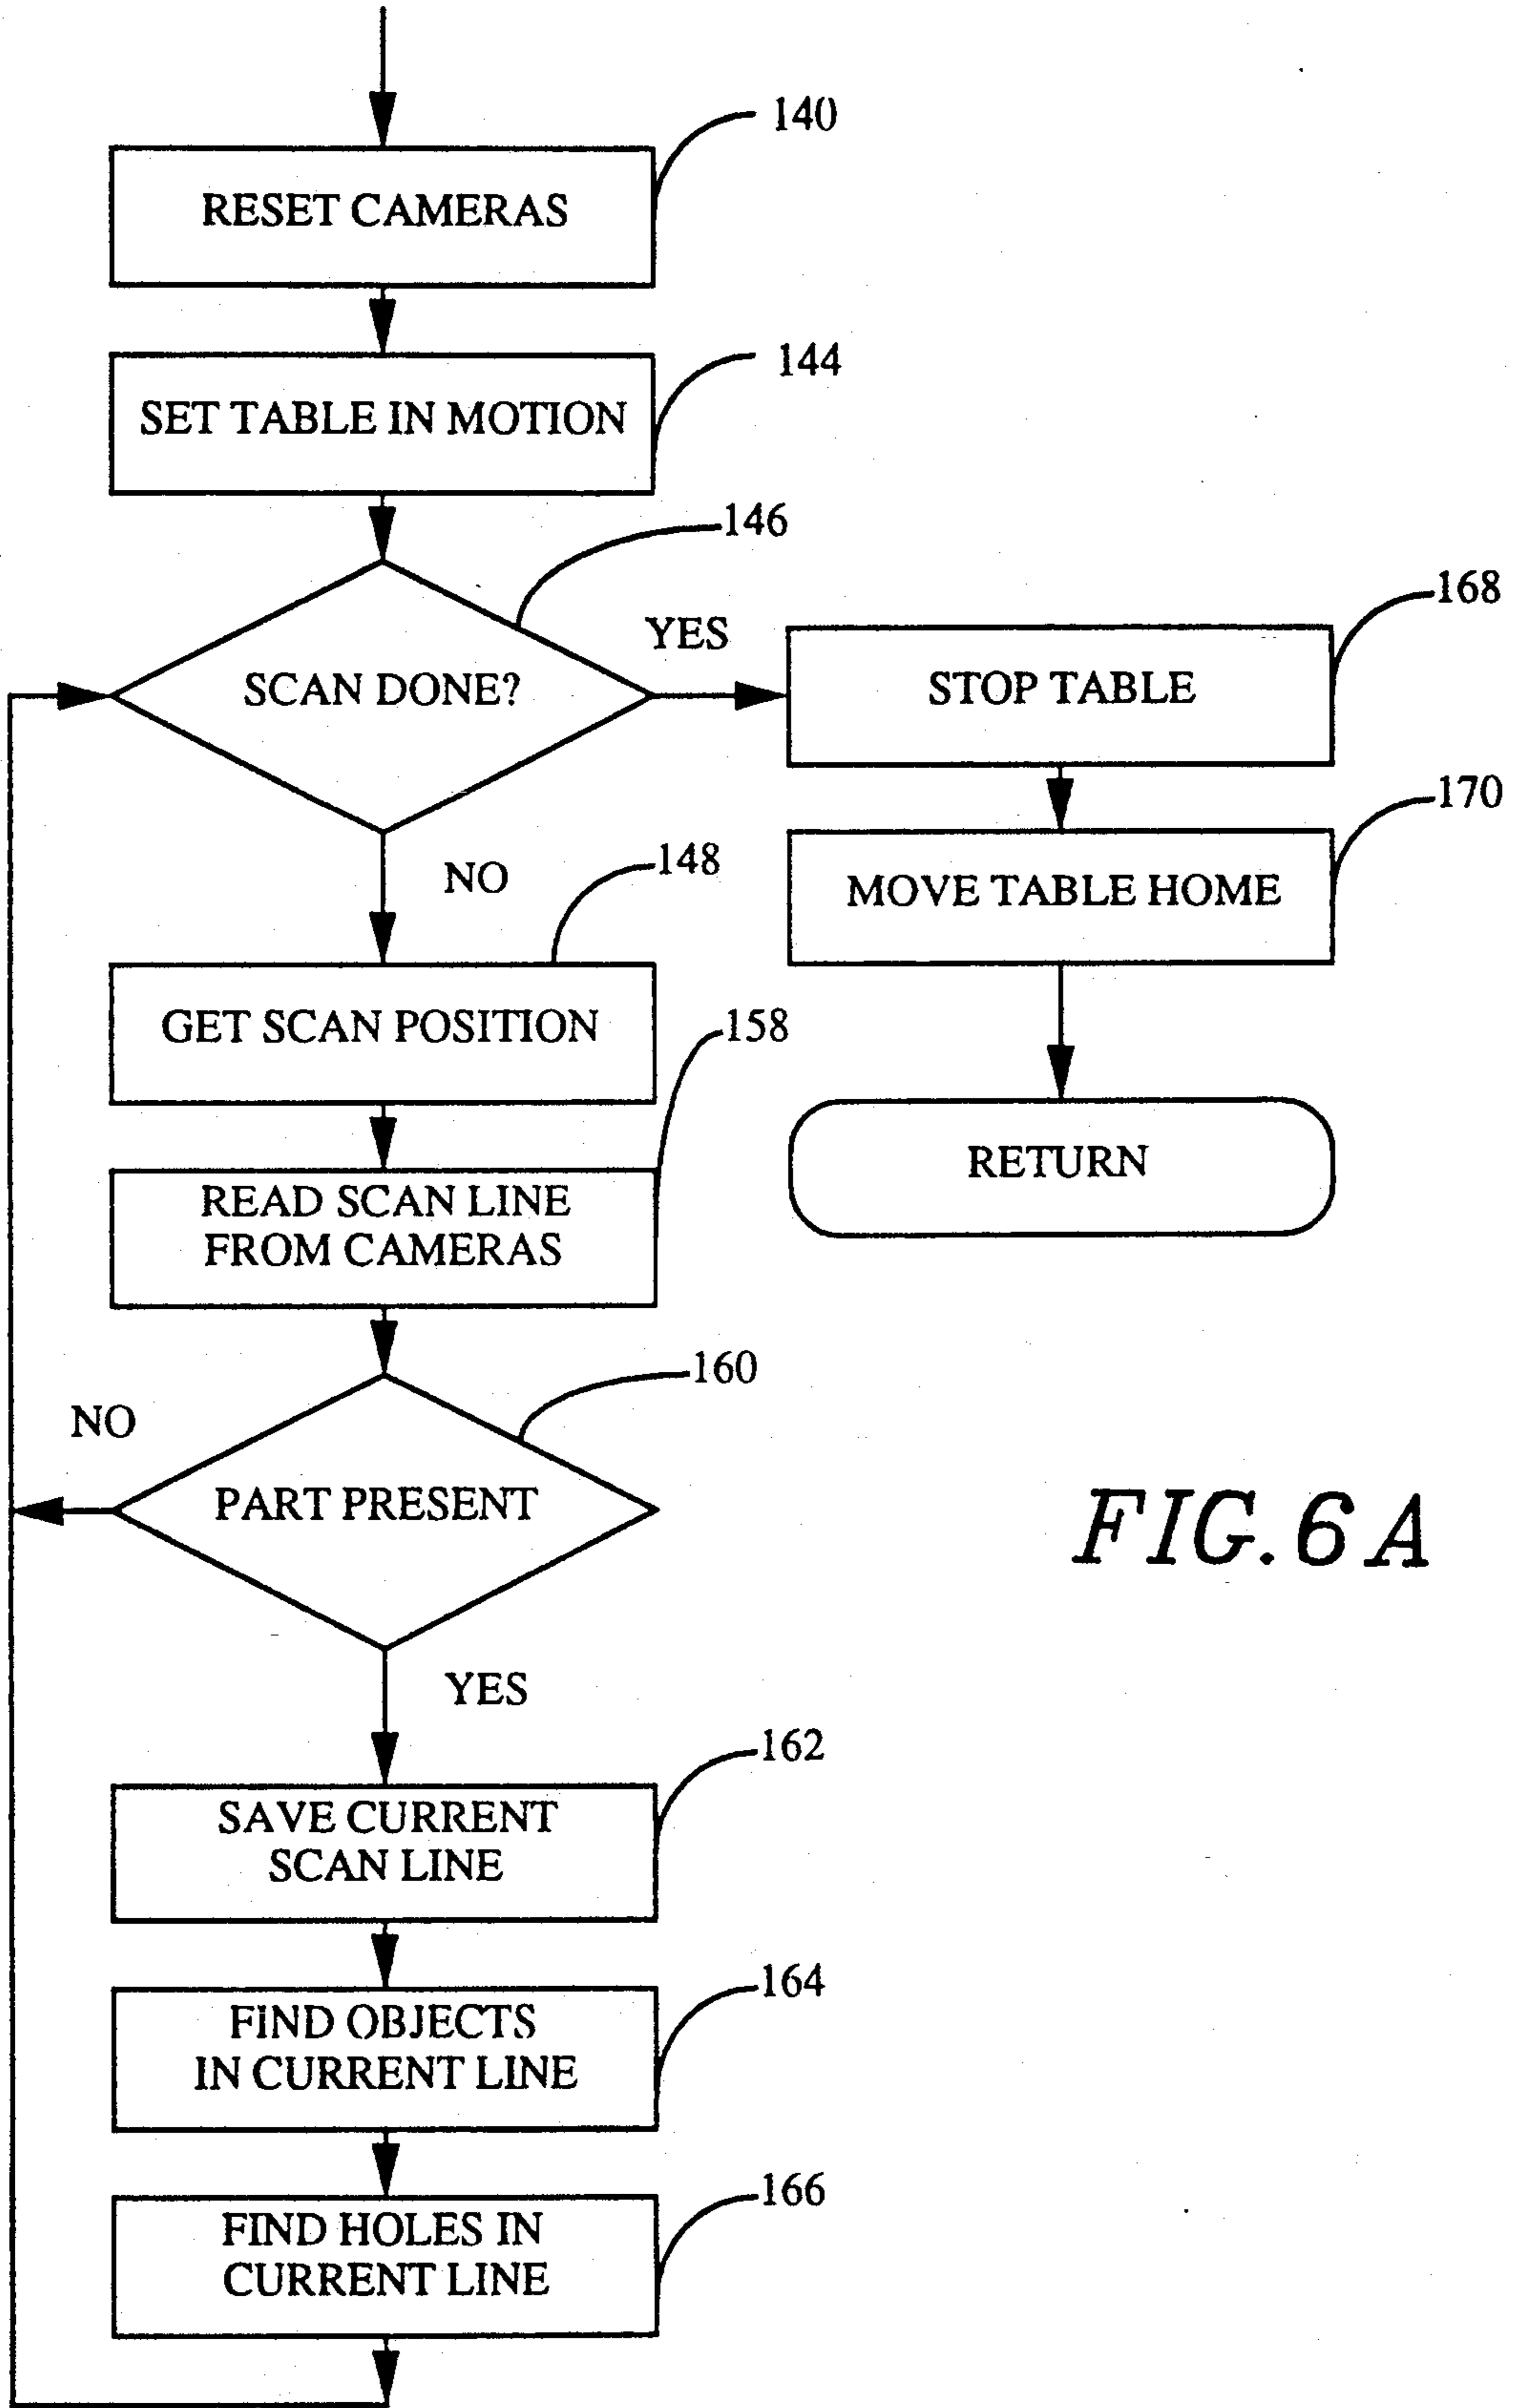 140
RESET CAMERAS
144
SET TABLE IN MOTION
146
SCAN DONE?
YES
168
STOP TABLE
170
MOVE TABLE HOME
RETURN
NO
148
GET SCAN POSITION
158
READ SCAN LINE
FROM CAMERAS
160
NO
PART PRESENT
YES
FIG. 6A
162
SAVE CURRENT
SCAN LINE
164
FIND OBJECTS
IN CURRENT LINE
166
FIND HOLES IN
CURRENT LINE